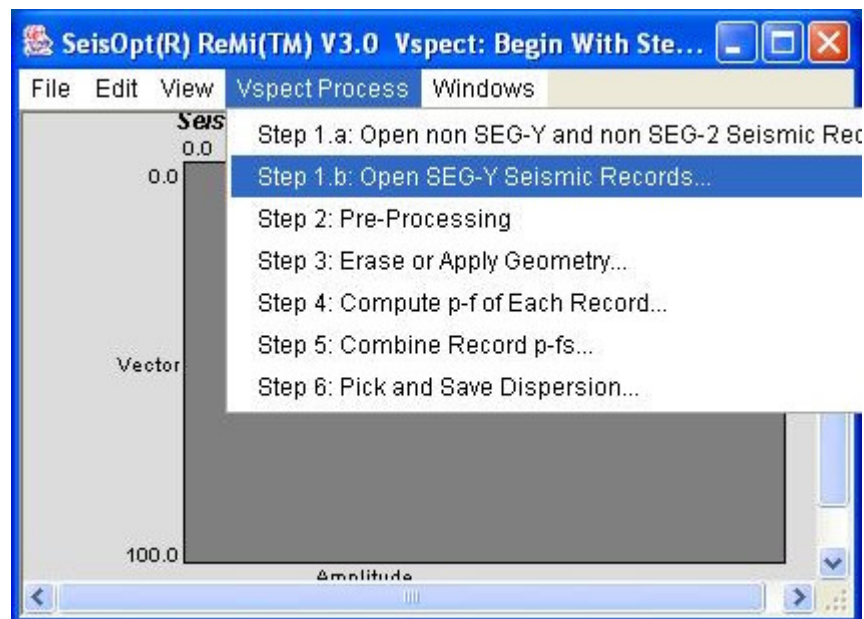 SeisOpt(R) ReMi(TM) V3.0 Vspect: Begin With Ste...
File Edit View Vspect Process Windows
Seis
0.0
0.0
Step 1.a: Open non SEG-Y and non SEG-2 Seismic Rec
Step 1.b: Open SEG-Y Seismic Records...
Step 2: Pre-Processing
Step 3: Erase or Apply Geometry...
Step 4: Compute p-f of Each Record...
Vector
Step 5: Combine Record p-fs...
Step 6: Pick and Save Dispersion...
100.0
Amplitude